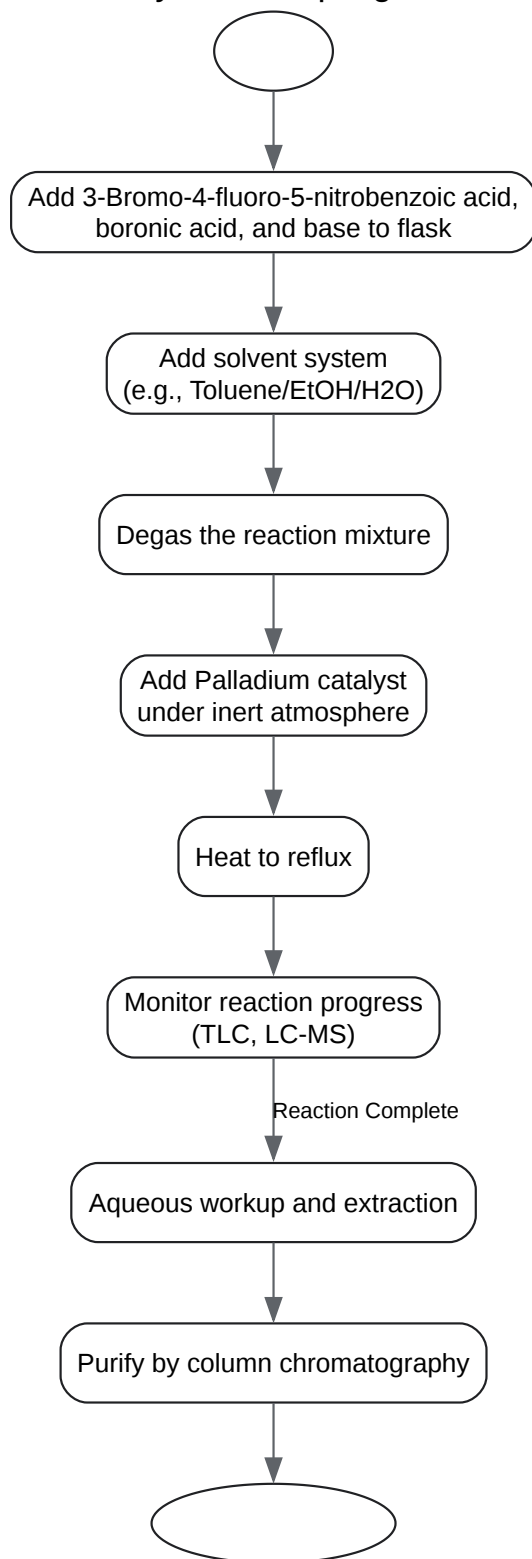 Add 3-Bromo-4-fluoro-5-nitrobenzoic acid,
boronic acid, and base to flask
Add solvent system
(e.g., Toluene/EtOH/H2O)
Degas the reaction mixture
Add Palladium catalyst
under inert atmosphere
Heat to reflux
Monitor reaction progress
(TLC, LC-MS)
Reaction Complete
Aqueous workup and extraction
Purify by column chromatography